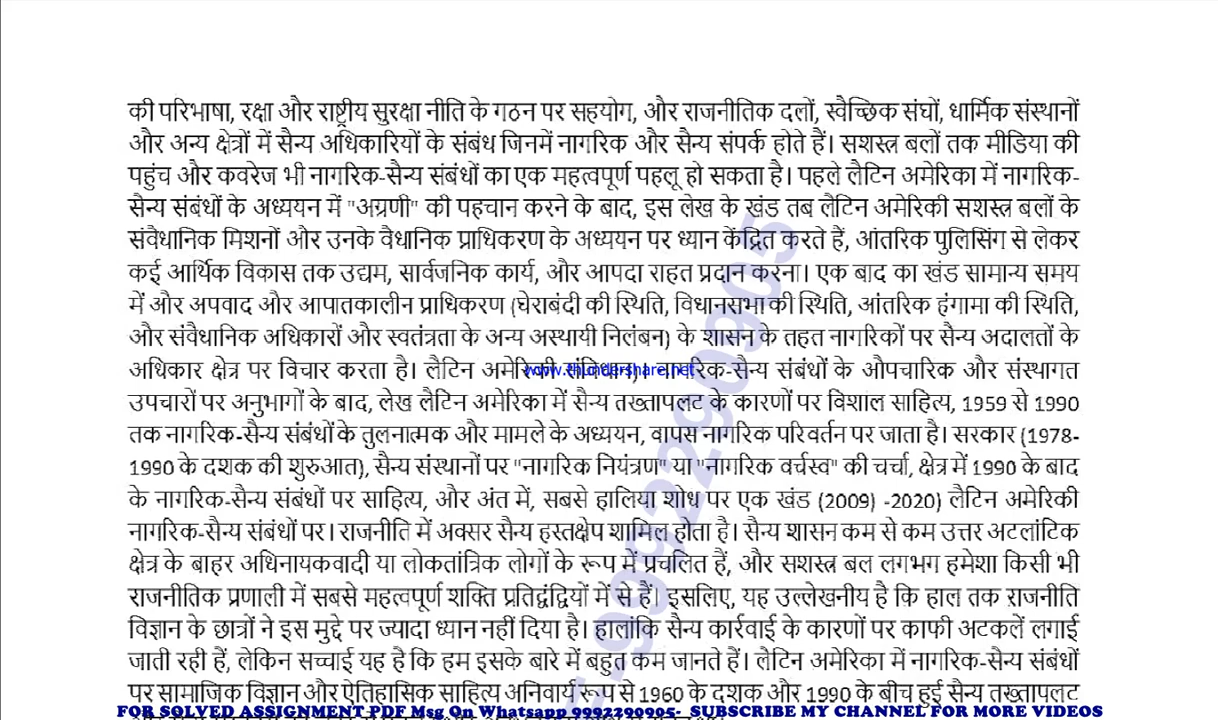 की परिभाषा, रक्षा और राष्ट्रीय सुरक्षा नीति के गठन पर सहयोग, और राजनीतिक दलों, स्वैच्छिक संघों, धार्मिक संस्थानों
और अन्य क्षेत्रों में सैन्य अधिकारियों के संबंध जिनमें नागरिक और सैन्य संपर्क होते हैं। सशस्त्र बलों तक मीडिया की
पहुंच और कवरेज भी नागरिक-सैन्य संबंधों का एक महत्वपूर्ण पहलू हो सकता है। पहले लैटिन अमेरिका में नागरिक-
सैन्य संबंधों के अध्ययन में "अग्रणी" की पहचान करने के बाद, इस लेख के खंड तब लैटिन अमेरिकी सशस्त्र बलों के
संवैधानिक मिशनों और उनके वैधानिक प्राधिकरण के अध्ययन पर ध्यान केंद्रित करते हैं, आंतरिक पुलिसिंग से लेकर
कई आर्थिक विकास तक उद्यम, सार्वजनिक कार्य, और आपदा राहत प्रदान करना। एक बाद का खंड सामान्य समय
में और अपवाद और आपातकालीन प्राधिकरण (घेराबंदी की स्थिति, विधानसभा की स्थिति, आंतरिक हंगामा की स्थिति,
और संवैधानिक अधिकारों और स्वतंत्रता के अन्य अस्थायी निलंबन) के शासन के तहत नागरिकों पर सैन्य अदालतों के
अधिकार क्षेत्र पर विचार करता है। लैटिन अमेरिकी www.thundershare.net के औपचारिक और संस्थागत
उपचारों पर अनुभागों के बाद, लेख लैटिन अमेरिका में सैन्य तख्तापलट के कारणों पर विशाल साहित्य, 1959 से 1990
तक नागरिक-सैन्य संबंधों के तुलनात्मक और मामले के अध्ययन, वापस नागरिक परिवर्तन पर जाता है। सरकार (1978-
1990 के दशक की शुरुआत), सैन्य संस्थानों पर "नागरिक नियंत्रण" या "नागरिक वर्चस्व" की चर्चा, क्षेत्र में 1990 के बाद
के नागरिक-सैन्य संबंधों पर साहित्य, और अंत में, सबसे हालिया शोध पर एक खंड (2009) -2020) लैटिन अमेरिकी
नागरिक-सैन्य संबंधों पर। राजनीति में अक्सर सैन्य हस्तक्षेप शामिल होता है। सैन्य शासन कम से कम उत्तर अटलांटिक
क्षेत्र के बाहर अधिनायकवादी या लोकतांत्रिक लोगों के रूप में प्रचलित हैं, और सशस्त्र बल लगभग हमेशा किसी भी
राजनीतिक प्रणाली में सबसे महत्वपूर्ण शक्ति प्रतिद्वंद्वियों में से हैं। इसलिए, यह उल्लेखनीय है कि हाल तक राजनीति
विज्ञान के छात्रों ने इस मुद्दे पर ज्यादा ध्यान नहीं दिया है। हालांकि सैन्य कार्रवाई के कारणों पर काफी अटकलें लगाई
जाती रही हैं, लेकिन सच्चाई यह है कि हम इसके बारे में बहुत कम जानते हैं। लैटिन अमेरिका में नागरिक-सैन्य संबंधों
पर सामाजिक विज्ञान और ऐतिहासिक साहित्य अनिवार्य रूप से 1960 के दशक और 1990 के बीच हुई सैन्य तख्तापलट
FOR SOLVED ASSIGNMENT PDF Msg On Whatsapp 9992290905- SUBSCRIBE MY CHANNEL FOR MORE VIDEOS